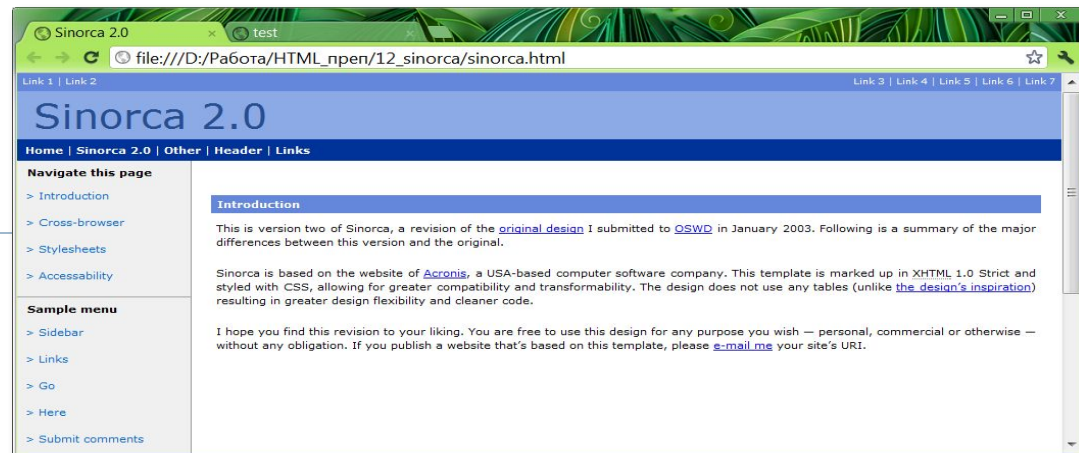 Sinorca 2.0
test
file:///D:/Работа/HTML_преп/12_sinorca/sinorca.html
Link 1 | Link 2
Link 3 | Link 4 | Link 5 | Link 6 | Link 7
Sinorca 2.0
Home | Sinorca 2.0 | Other | Header | Links
Navigate this page
> Introduction
> Cross-browser
> Stylesheets
> Accessability
Sample menu
> Sidebar
> Links
> Go
> Here
> Submit comments
Introduction
This is version two of Sinorca, a revision of the original design I submitted to OSWD in January 2003. Following is a summary of the major
differences between this version and the original.
Sinorca is based on the website of Acronis, a USA-based computer software company. This template is marked up in XHTML 1.0 Strict and
styled with CSS, allowing for greater compatibility and transformability. The design does not use any tables (unlike the design's inspiration)
resulting in greater design flexibility and cleaner code.
I hope you find this revision to your liking. You are free to use this design for any purpose you wish — personal, commercial or otherwise —
without any obligation. If you publish a website that's based on this template, please e-mail me your site's URI.